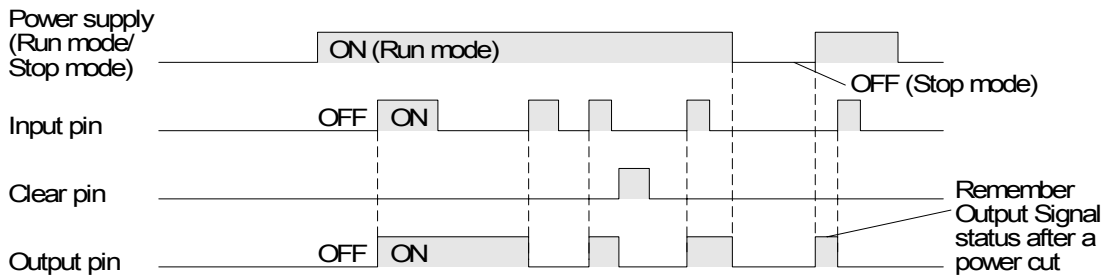 Power supply
(Run mode/
Stop mode)
ON (Run mode)
OFF (Stop mode)
Input pin
OFF
ON
Clear pin
Remember
Output Signal
status after a
power cut
Output pin
OFF
ON